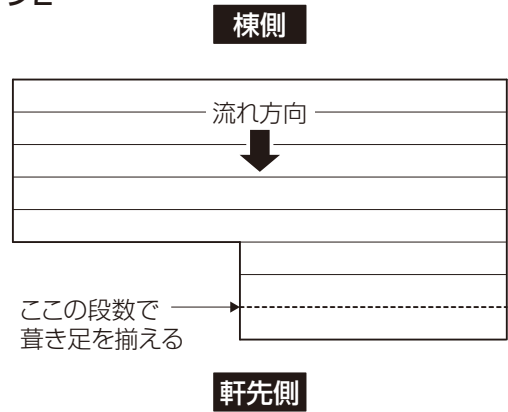 棟側
流れ方向
ここの段数で
葺き足を揃える
軒先側